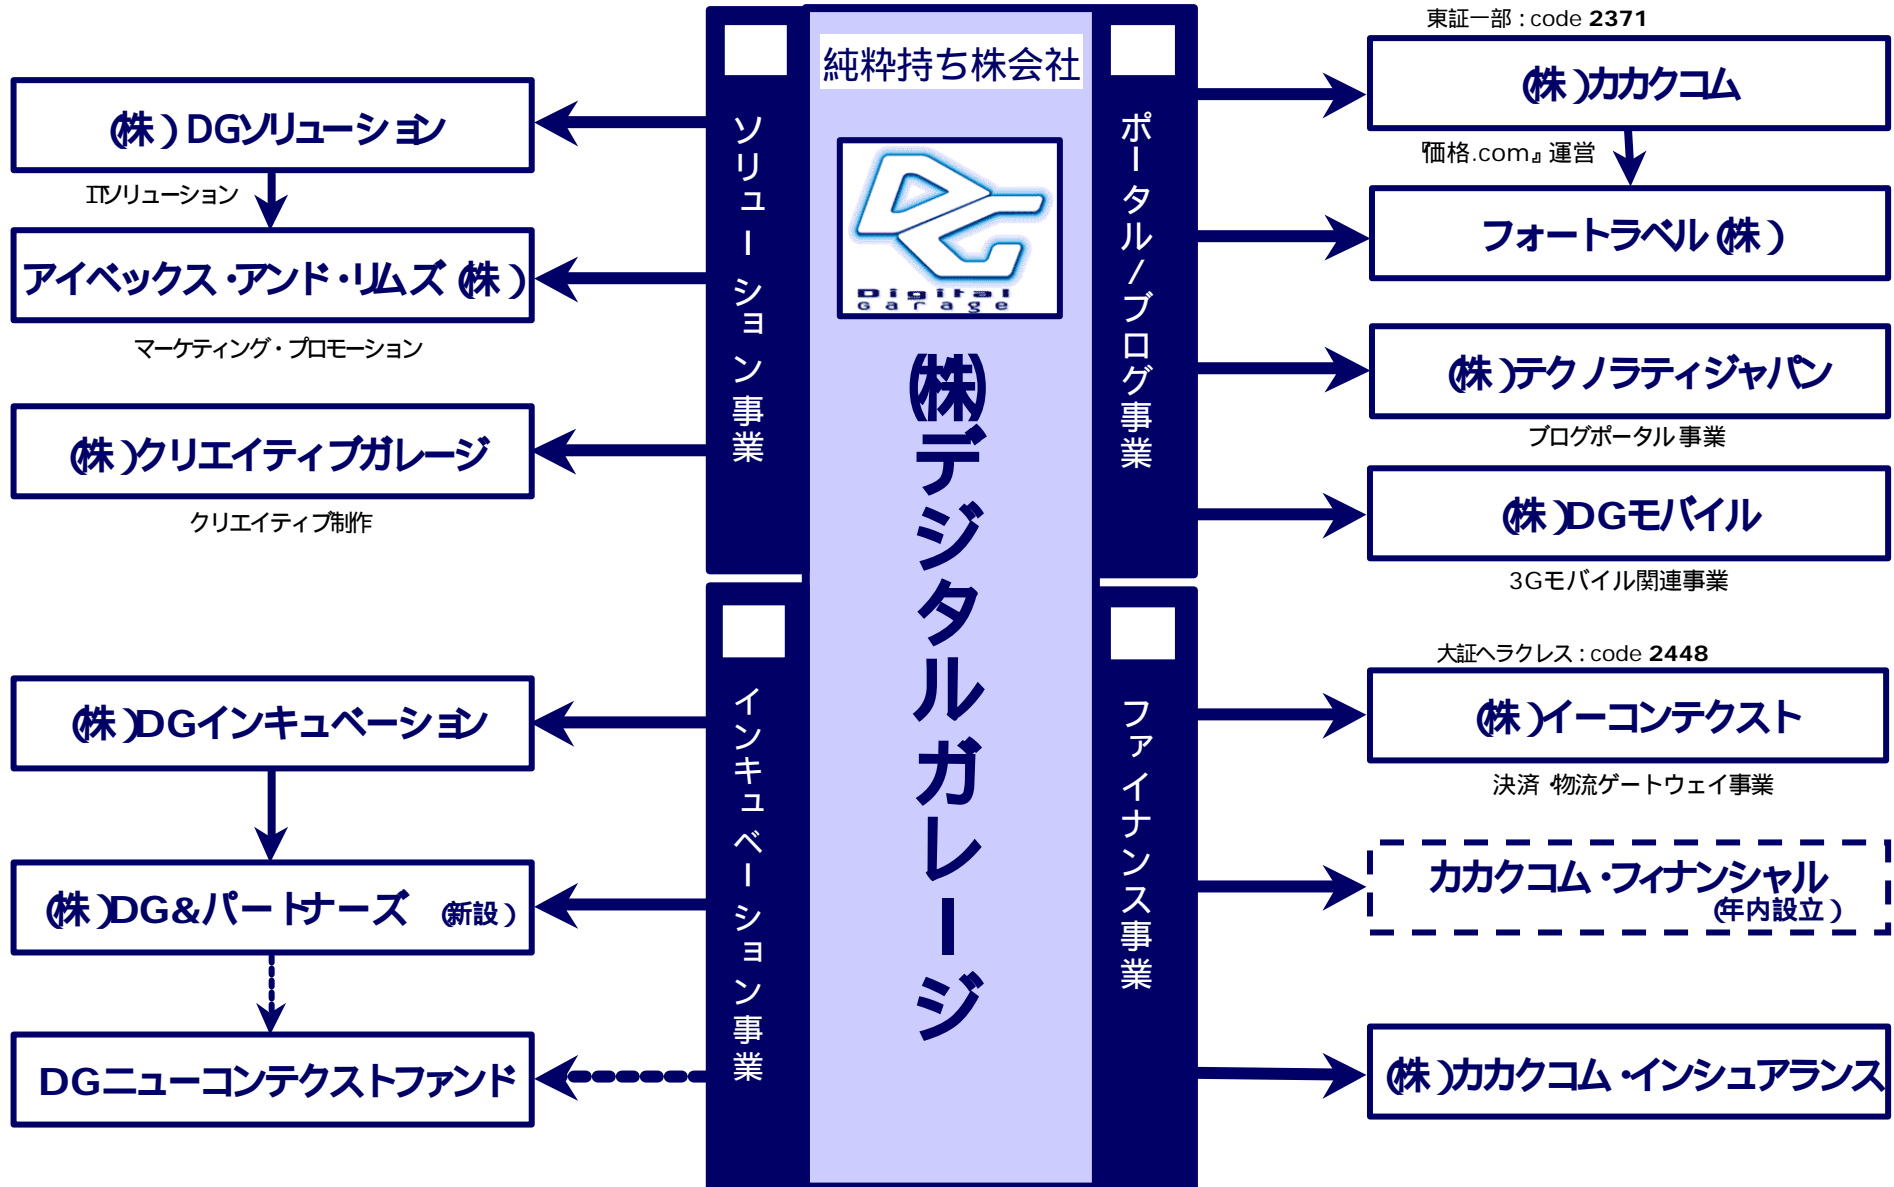 純粋持ち株会社
Digital
Garage
(株)デジタルガレージ
ソリューション事業
(株)DGソリューション
ITソリューション
アイベックス・アンド・リムズ(株)
マーケティング・プロモーション
(株)クリエイティブガレージ
クリエイティブ制作
インキュベーション事業
(株)DGインキュベーション
(株)DG&パートナーズ (新設)
DGニューコンテクストファンド
ポータル/ブログ事業
東証一部:code 2371
(株)カカクコム
『価格.com』運営
フォートラベル(株)
(株)テクノラティジャパン
ブログポータル事業
(株)DGモバイル
3Gモバイル関連事業
ファイナンス事業
大証ヘラクレス:code 2448
(株)イーコンテクスト
決済・物流ゲートウェイ事業
カカクコム・フィナンシャル
(年内設立)
(株)カカクコム・インシュアランス